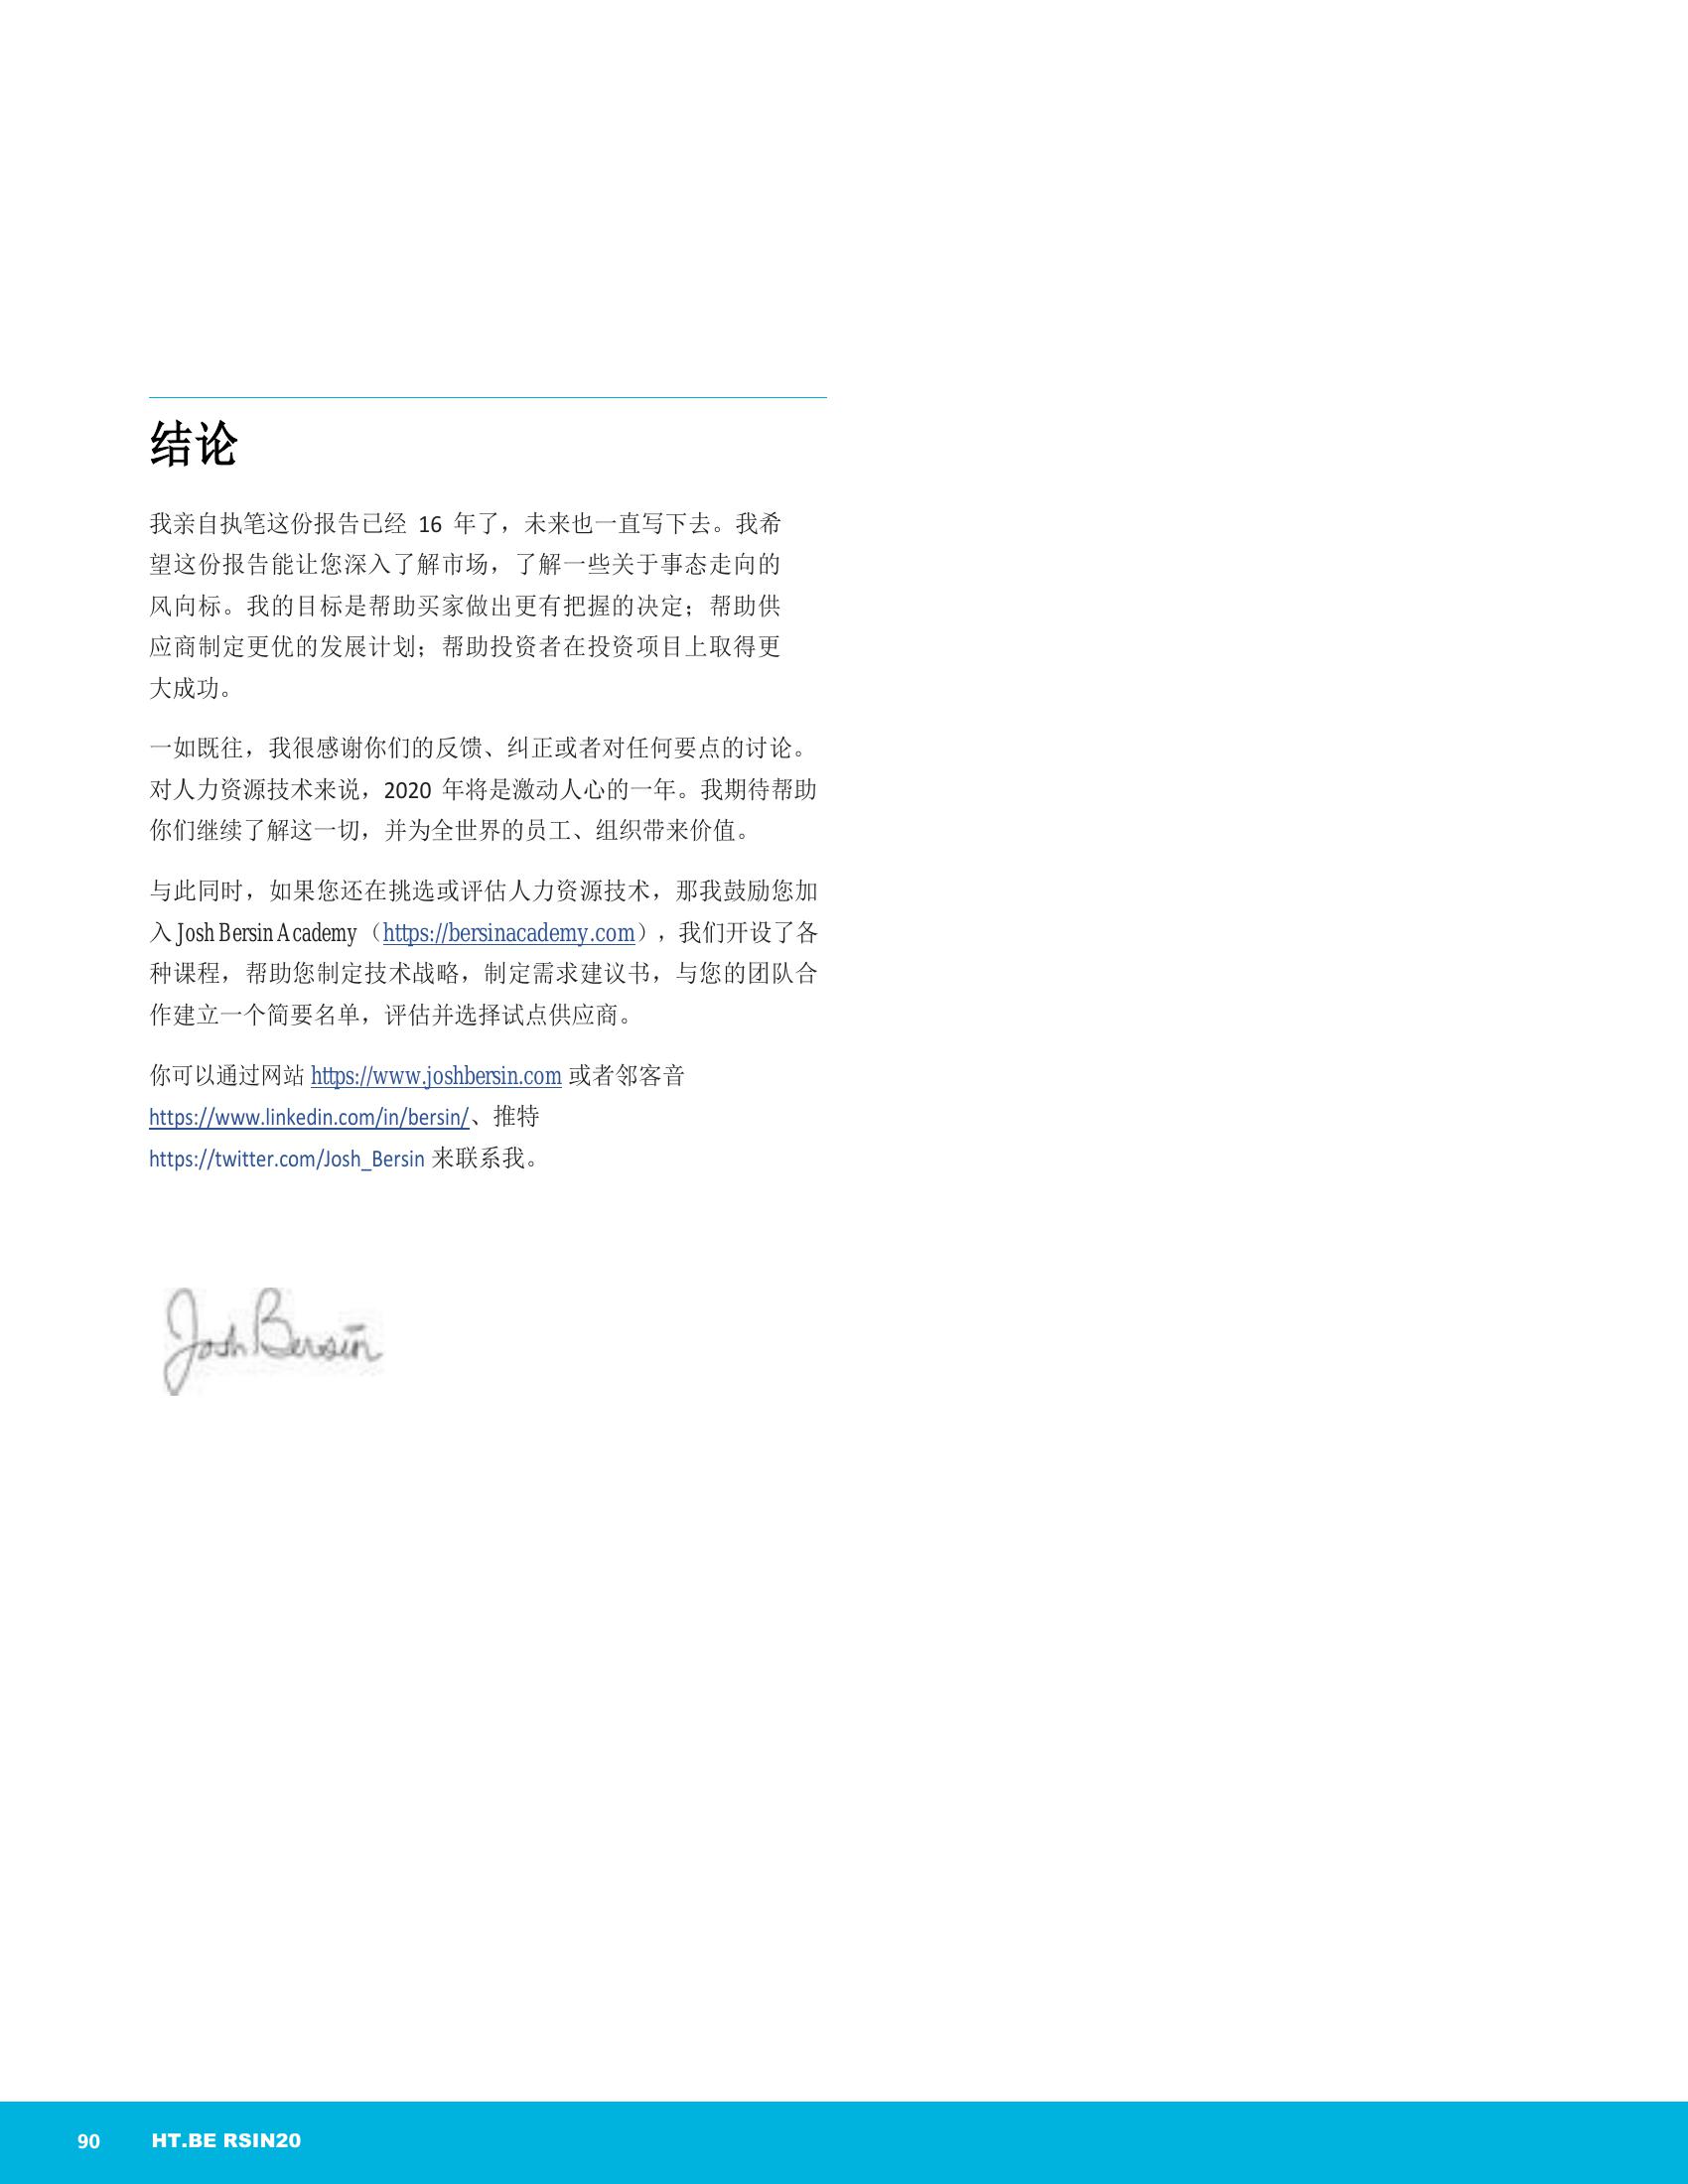 结论
我亲自执笔这份报告已经 16 年了，未来也一直写下去。我希
望这份报告能让您深入了解市场，了解一些关于事态走向的
风向标。我的目标是帮助买家做出更有把握的决定；帮助供
应商制定更优的发展计划；帮助投资者在投资项目上取得更
大成功。
一如既往，我很感谢你们的反馈、纠正或者对任何要点的讨论。
对人力资源技术来说，2020 年将是激动人心的一年。我期待帮助
你们继续了解这一切，并为全世界的员工、组织带来价值。
与此同时，如果您还在挑选或评估人力资源技术，那我鼓励您加
入 Josh Bersin Academy（https://bersinacademy.com），我们开设了各
种课程，帮助您制定技术战略，制定需求建议书，与您的团队合
作建立一个简要名单，评估并选择试点供应商。
你可以通过网站 https://www.joshbersin.com 或者邻客音
https://www.linkedin.com/in/bersin/、推特
https://twitter.com/Josh_Bersin 来联系我。
Josh Bersin
90 HT.BE RSIN20